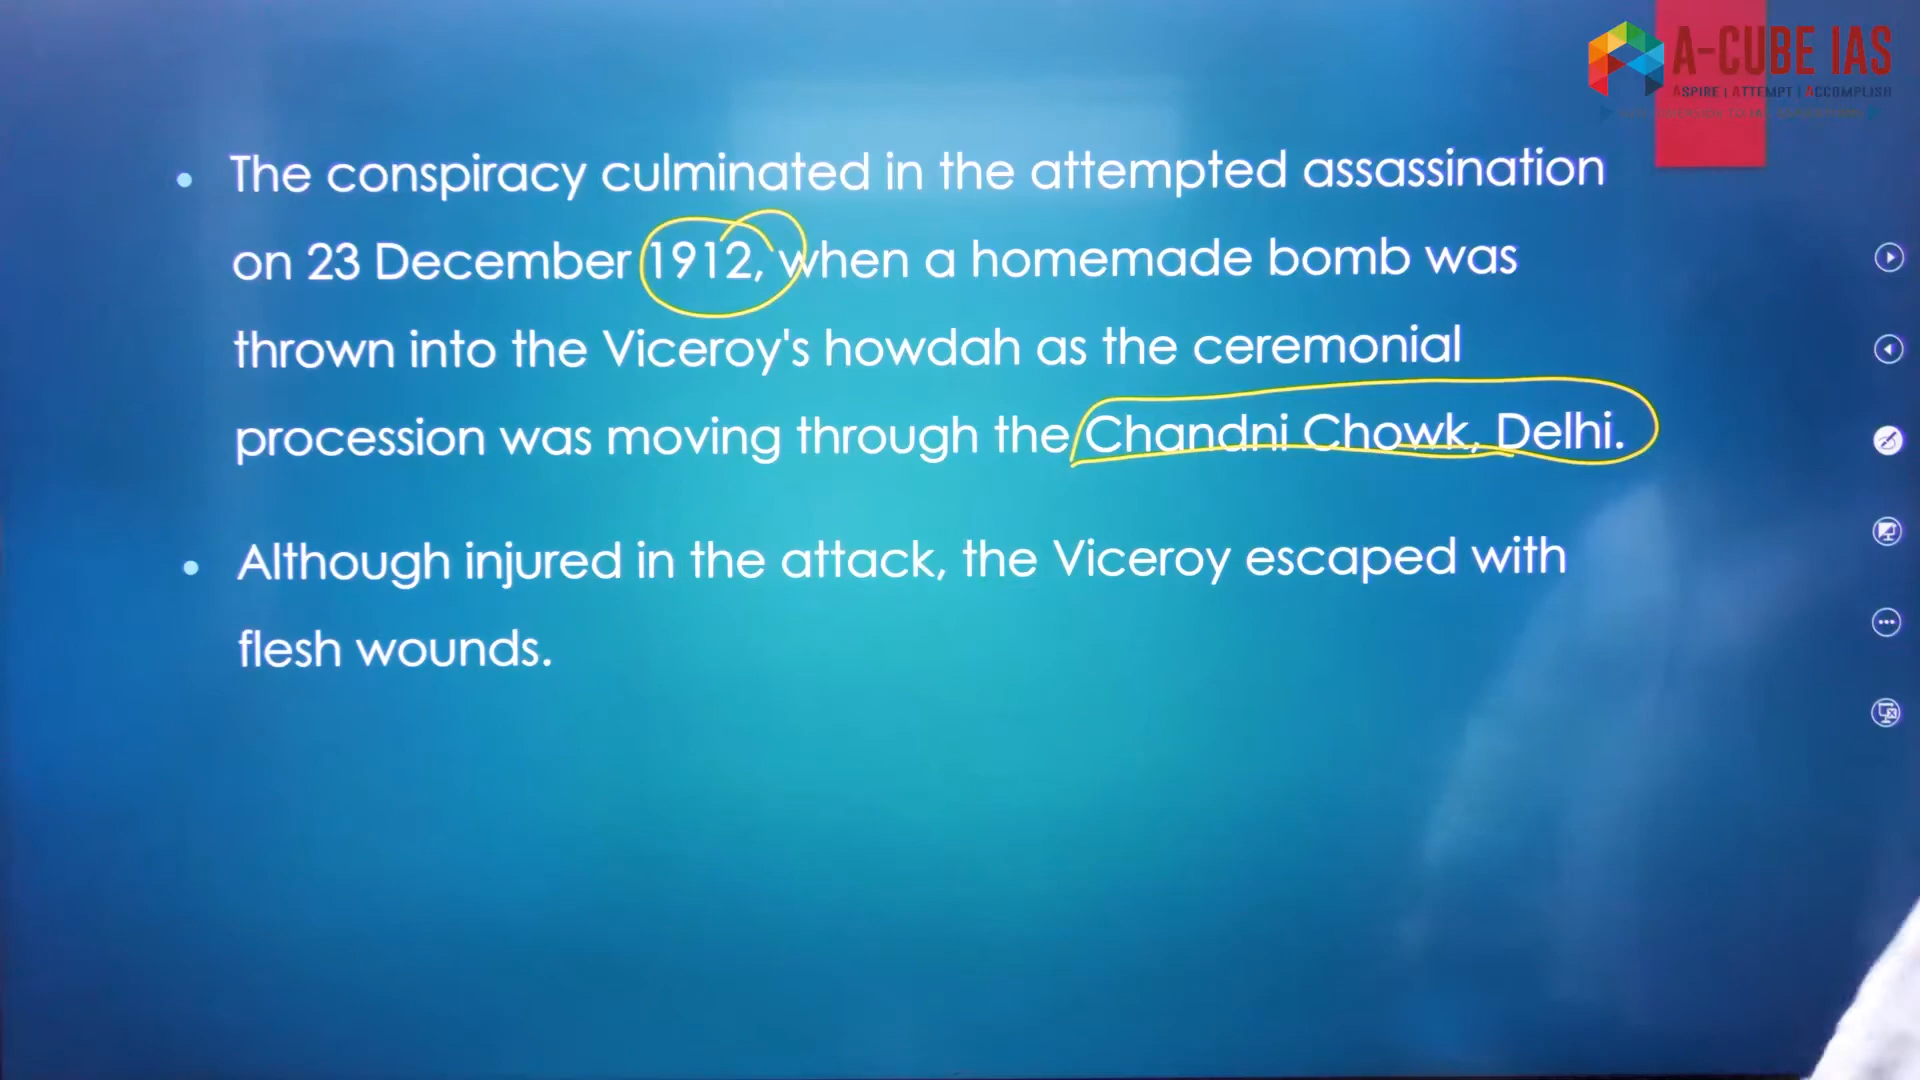 A-CUBE IAS
ASPIRE | ATTEMPT | ACCOMPLISH
• The conspiracy culminated in the attempted assassination
on 23 December 1912, when a homemade bomb was
thrown into the Viceroy's howdah as the ceremonial
procession was moving through the Chandni Chowk, Delhi.
• Although injured in the attack, the Viceroy escaped with
flesh wounds.